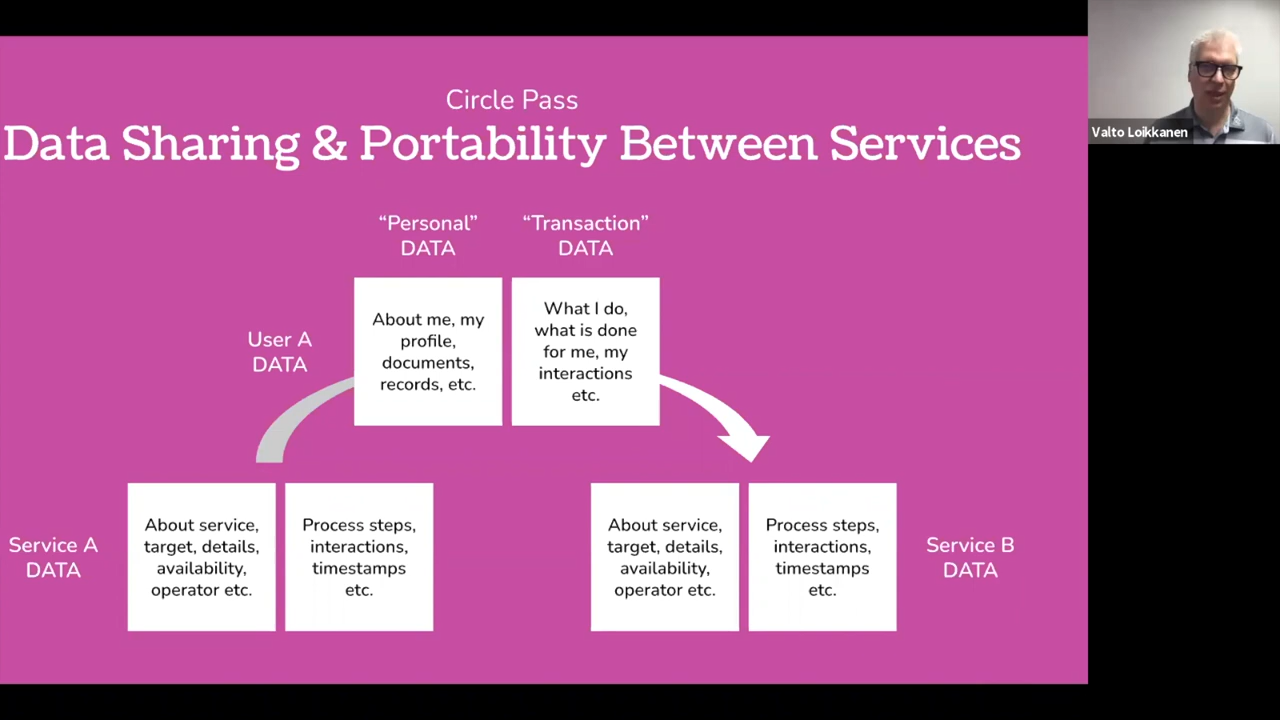 Circle Pass
Data Sharing & Portability Between Services
“Personal”
DATA
“Transaction”
DATA
User A
DATA
About me, my
profile,
documents,
records, etc.
What I do,
what is done
for me, my
interactions
etc.
Service A
DATA
About service,
target, details,
availability,
operator etc.
Process steps,
interactions,
timestamps
etc.
About service,
target, details,
availability,
operator etc.
Process steps,
interactions,
timestamps
etc.
Service B
DATA
Valto Loikkanen